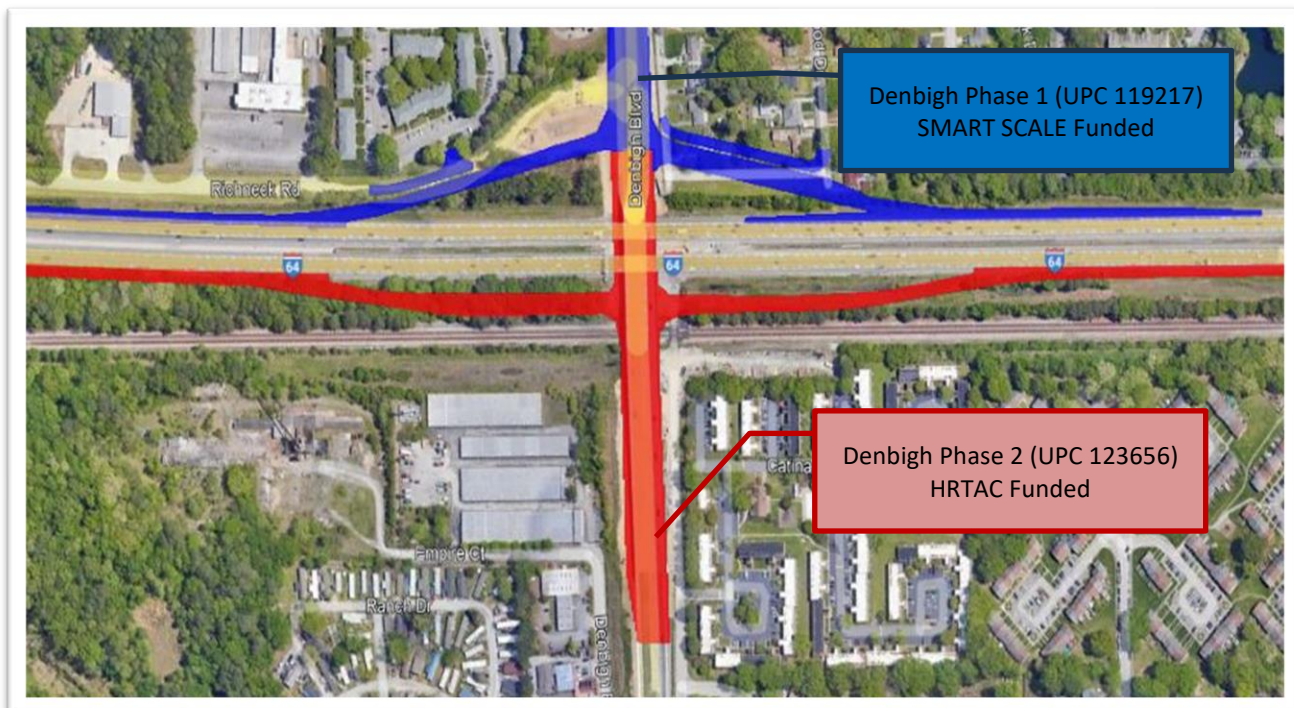 Denbigh Phase 1 (UPC 119217)
SMART SCALE Funded
Denbigh Blvd
Richneck Rd
64
64
64
Denbigh Phase 2 (UPC 123656)
HRTAC Funded
Catina
Empire Ct
Ranch Dr